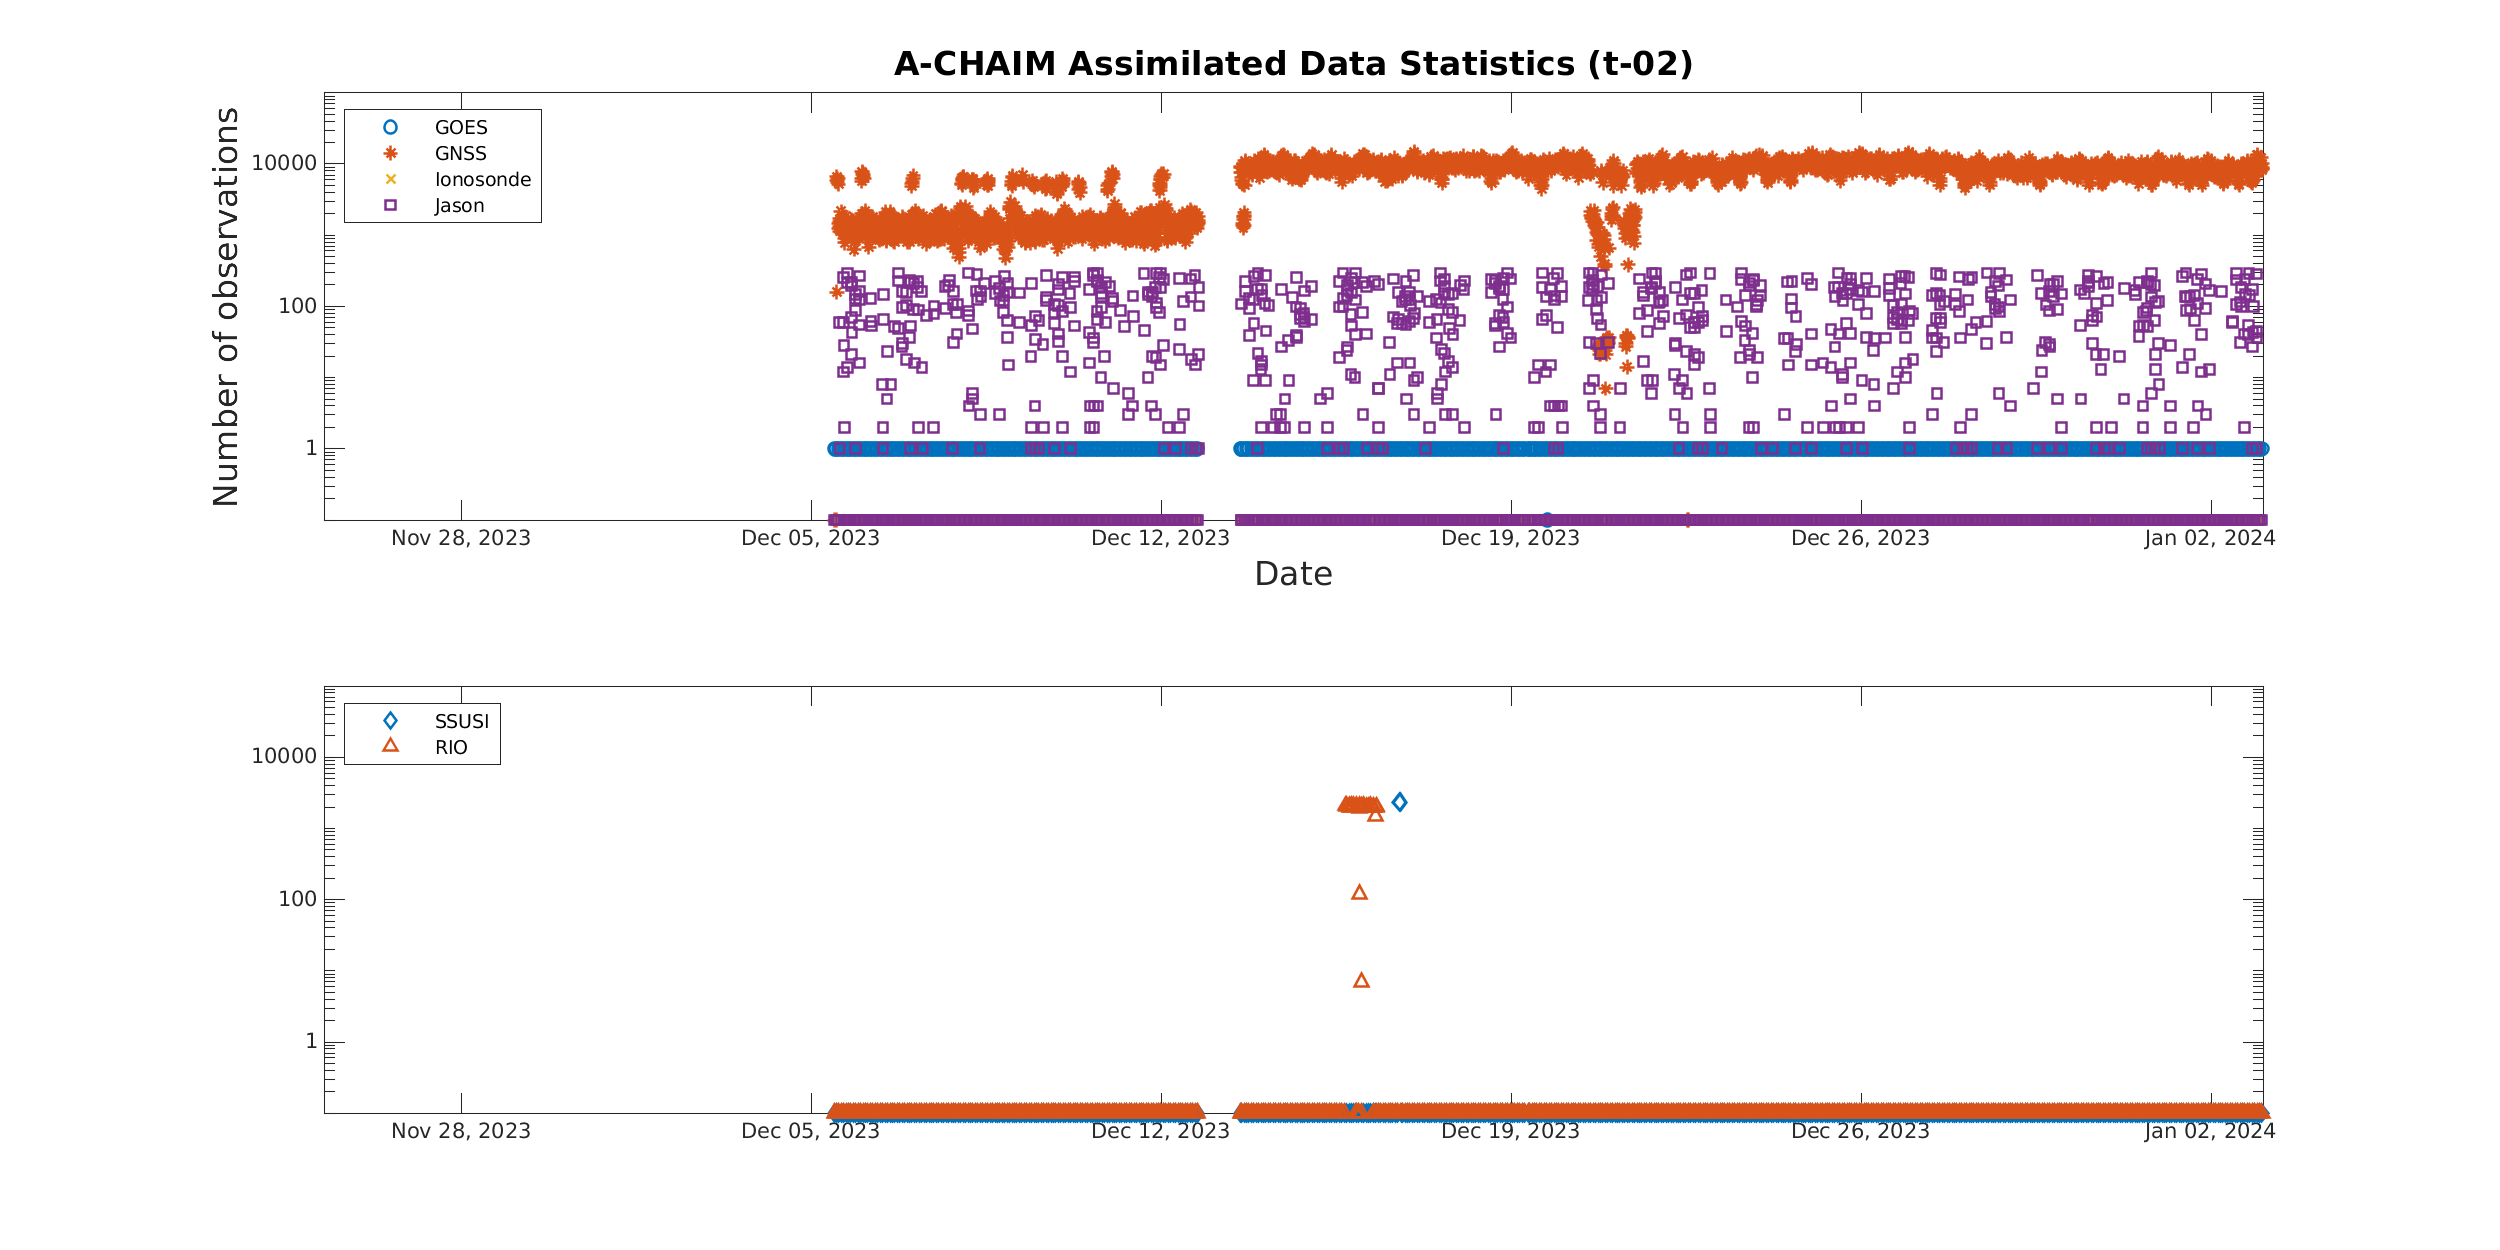 A-CHAIM Assimilated Data Statistics (t-02)
Number of observations
GOES
GNSS
Ionosonde
Jason
10000
100
1
Nov 28, 2023
Dec 05, 2023
Dec 12, 2023
Dec 19, 2023
Dec 26, 2023
Jan 02, 2024
Date
SSUSI
RIO
10000
100
1
Nov 28, 2023
Dec 05, 2023
Dec 12, 2023
Dec 19, 2023
Dec 26, 2023
Jan 02, 2024